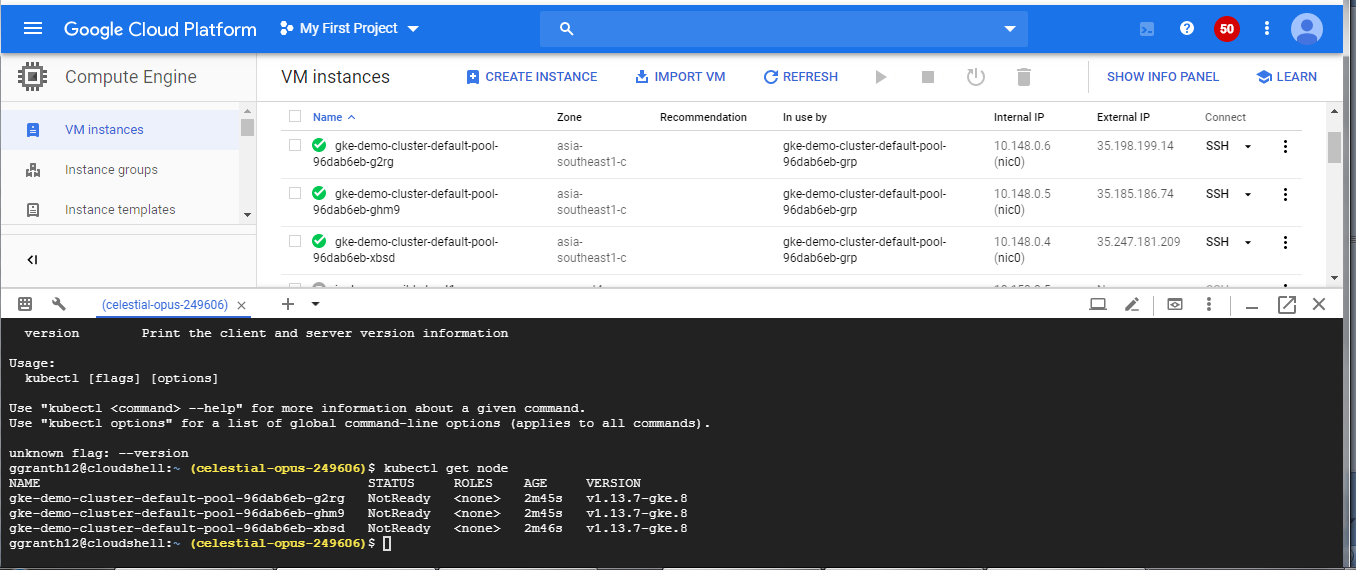 Google Cloud Platform
My First Project
50
Compute Engine
VM instances
CREATE INSTANCE
IMPORT VM
REFRESH
SHOW INFO PANEL
LEARN
VM instances
Instance groups
Instance templates
Name Zone Recommendation In use by Internal IP External IP Connect
gke-demo-cluster-default-pool- asia- gke-demo-cluster-default-pool- 10.148.0.6 35.198.199.14 SSH
96dab6eb-g2rg southeast1-c 96dab6eb-grp (nic0)
gke-demo-cluster-default-pool- asia- gke-demo-cluster-default-pool- 10.148.0.5 35.185.186.74 SSH
96dab6eb-ghm9 southeast1-c 96dab6eb-grp (nic0)
gke-demo-cluster-default-pool- asia- gke-demo-cluster-default-pool- 10.148.0.4 35.247.181.209 SSH
96dab6eb-xbsd southeast1-c 96dab6eb-grp (nic0)
(celestial-opus-249606)
version Print the client and server version information
Usage:
kubectl [flags] [options]
Use "kubectl <command> --help" for more information about a given command.
Use "kubectl options" for a list of global command-line options (applies to all commands).
unknown flag: --version
ggranth12@cloudshell:~ (celestial-opus-249606)$ kubectl get node
NAME STATUS ROLES AGE VERSION
gke-demo-cluster-default-pool-96dab6eb-g2rg NotReady <none> 2m45s v1.13.7-gke.8
gke-demo-cluster-default-pool-96dab6eb-ghm9 NotReady <none> 2m45s v1.13.7-gke.8
gke-demo-cluster-default-pool-96dab6eb-xbsd NotReady <none> 2m46s v1.13.7-gke.8
ggranth12@cloudshell:~ (celestial-opus-249606)$